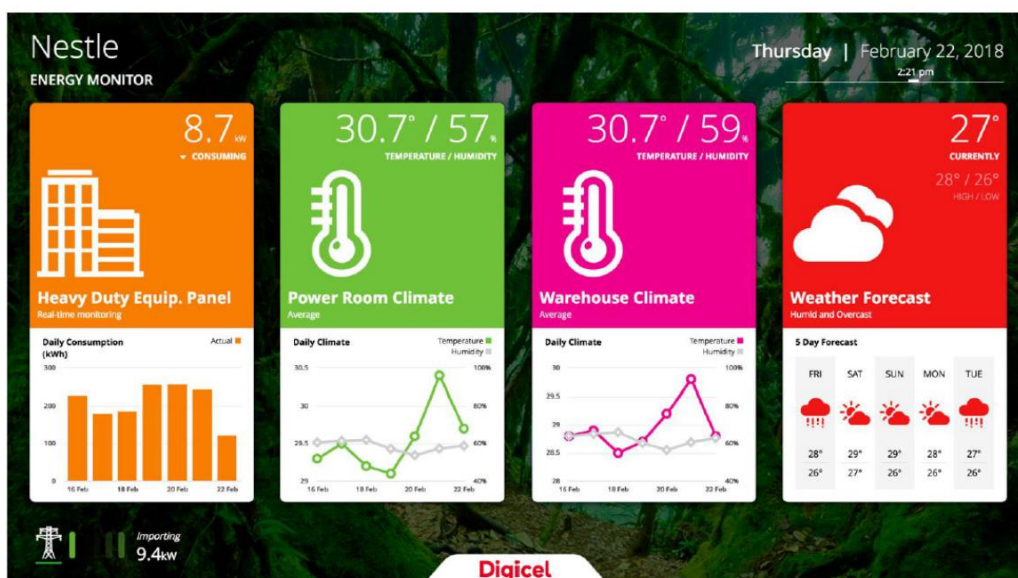 Nestle
ENERGY MONITOR
Thursday | February 22, 2018
2:21 pm
8.7 kW
CONSUMING
Heavy Duty Equip. Panel
Real-time monitoring
Daily Consumption
(kWh)
Actual
300
200
100
0
16 Feb 18 Feb 20 Feb 22 Feb
30.7° / 57 %
TEMPERATURE / HUMIDITY
Power Room Climate
Average
Daily Climate
Temperature
Humidity
30.5 100%
30 80%
29.5 60%
29 40%
16 Feb 18 Feb 20 Feb 22 Feb
30.7° / 59 %
TEMPERATURE / HUMIDITY
Warehouse Climate
Average
Daily Climate
Temperature
Humidity
30 100%
29.5
80%
29
60%
28.5
28 40%
16 Feb 18 Feb 20 Feb 22 Feb
27°
CURRENTLY
28° / 26°
HIGH / LOW
Weather Forecast
Humid and Overcast
5 Day Forecast
FRI SAT SUN MON TUE
28° 29° 29° 28° 27°
26° 27° 26° 26° 26°
Importing
9.4kw
Digicel